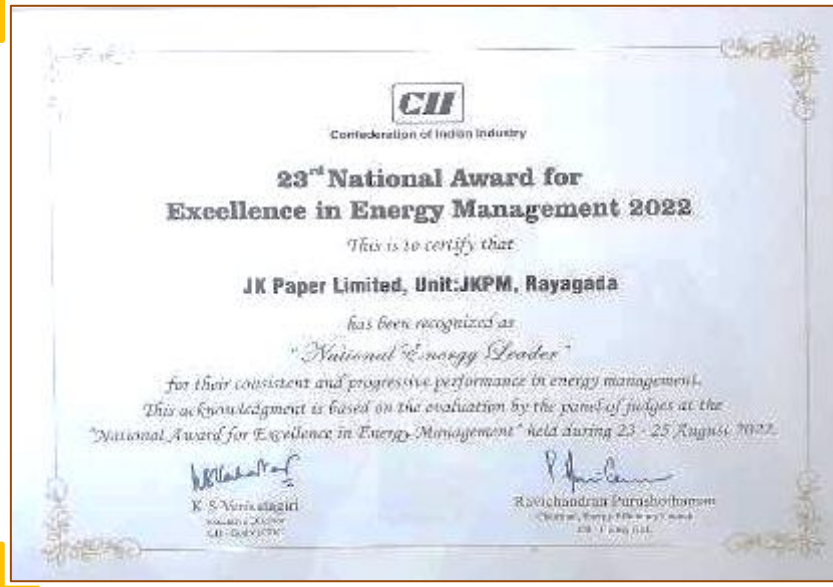 CII
Confederation of Indian Industry
23rd National Award for
Excellence in Energy Management 2022
This is to certify that
JK Paper Limited, Unit:JKPM, Rayagada
has been recognized as
"National Energy Leader"
for their consistent and progressive performance in energy management.
This acknowledgment is based on the evaluation by the panel of judges at the
"National Award for Excellence in Energy Management" held during 23 - 25 August 2022.
K S Venkatagiri
Ravichandran Purushothaman
Executive Director